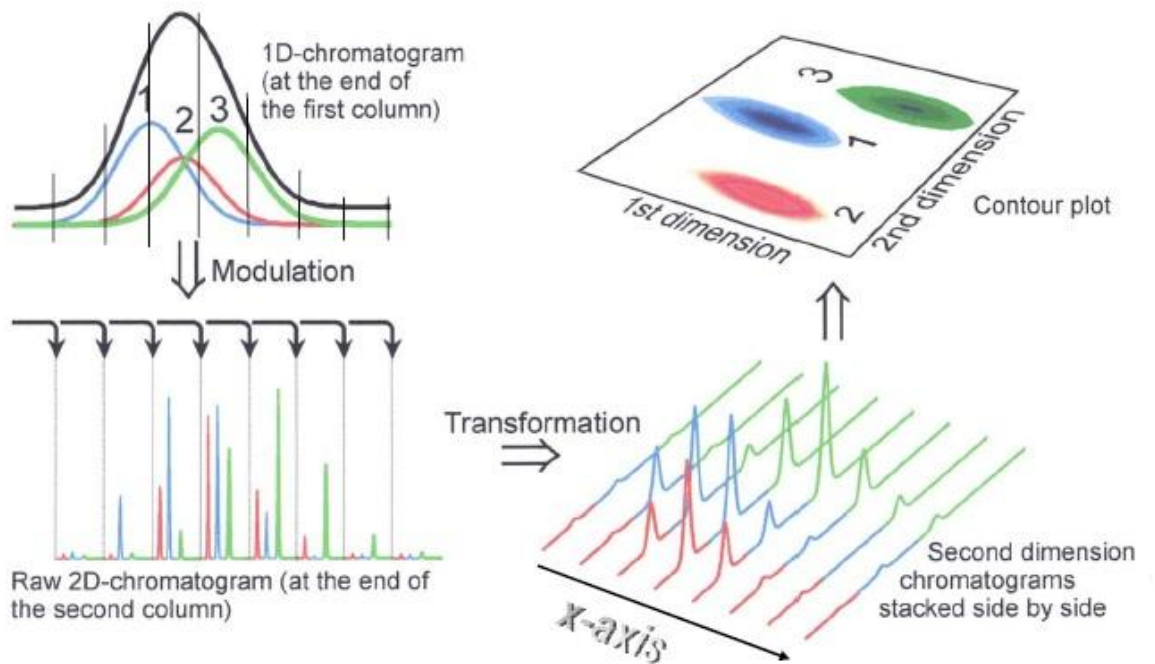 1D-chromatogram
(at the end of
the first column)
1
2
3
Modulation
Raw 2D-chromatogram (at the end of
the second column)
Transformation
x-axis
Second dimension
chromatograms
stacked side by side
3
1
2
1st dimension
2nd dimension
Contour plot